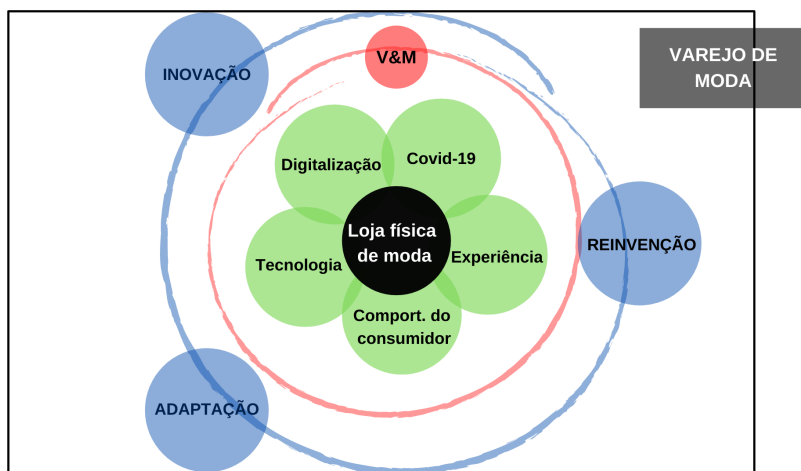 V&M
VAREJO DE
MODA
INOVAÇÃO
Digitalização
Covid-19
Loja física
de moda
REINVENÇÃO
Tecnologia
Experiência
Comport. do
consumidor
ADAPTAÇÃO